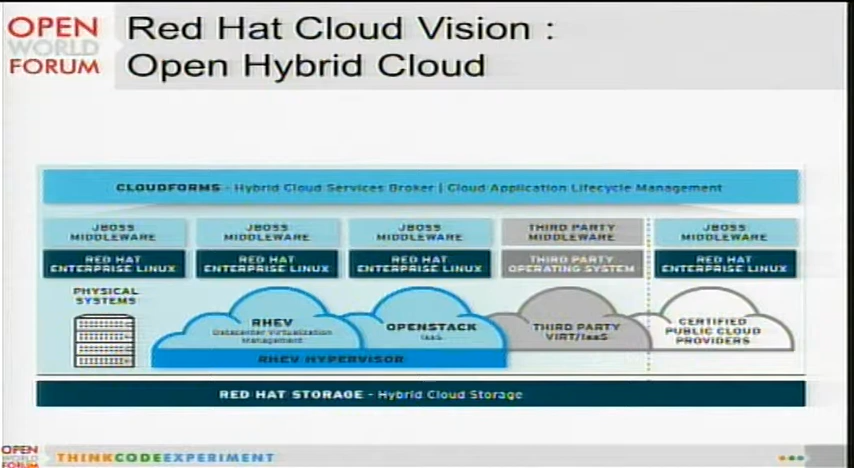 OPEN
WORLD
FORUM
Red Hat Cloud Vision :
Open Hybrid Cloud
CLOUDFORMS - Hybrid Cloud Services Broker | Cloud Application Lifecycle Management
JBOSS
MIDDLEWARE
JBOSS
MIDDLEWARE
JBOSS
MIDDLEWARE
THIRD PARTY
MIDDLEWARE
JBOSS
MIDDLEWARE
RED HAT
ENTERPRISE LINUX
RED HAT
ENTERPRISE LINUX
RED HAT
ENTERPRISE LINUX
THIRD PARTY
OPERATING SYSTEM
RED HAT
ENTERPRISE LINUX
PHYSICAL
SYSTEMS
RHEV
Datacenter Virtualization
Management
OPENSTACK
IaaS
THIRD PARTY
VIRT/IaaS
CERTIFIED
PUBLIC CLOUD
PROVIDERS
RHEV HYPERVISOR
RED HAT STORAGE - Hybrid Cloud Storage
OPEN
WORLD
FORUM
THINKCODEEXPERIMENT